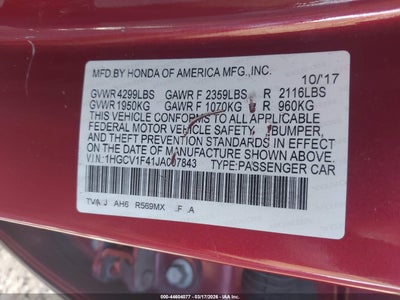 MFD.BY HONDA OF AMERICA MFG.,INC. 10/'17
GVWR 4299LBS GAWR F 2359LBS R 2116LBS
GVWR 1950KG GAWR F 1070KG R 960KG
THIS VEHICLE CONFORMS TO ALL APPLICABLE
FEDERAL MOTOR VEHICLE SAFETY, BUMPER,
AND THEFT PREVENTION STANDARDS IN EFFECT
ON THE DATE OF MANUFACTURE SHOWN ABOVE.
V.I.N.:1HGCV1F41JA007843 TYPE:PASSENGER CAR
AH6 R569MX
000-44604077 | 03/17/2026 - © IAA, LLC